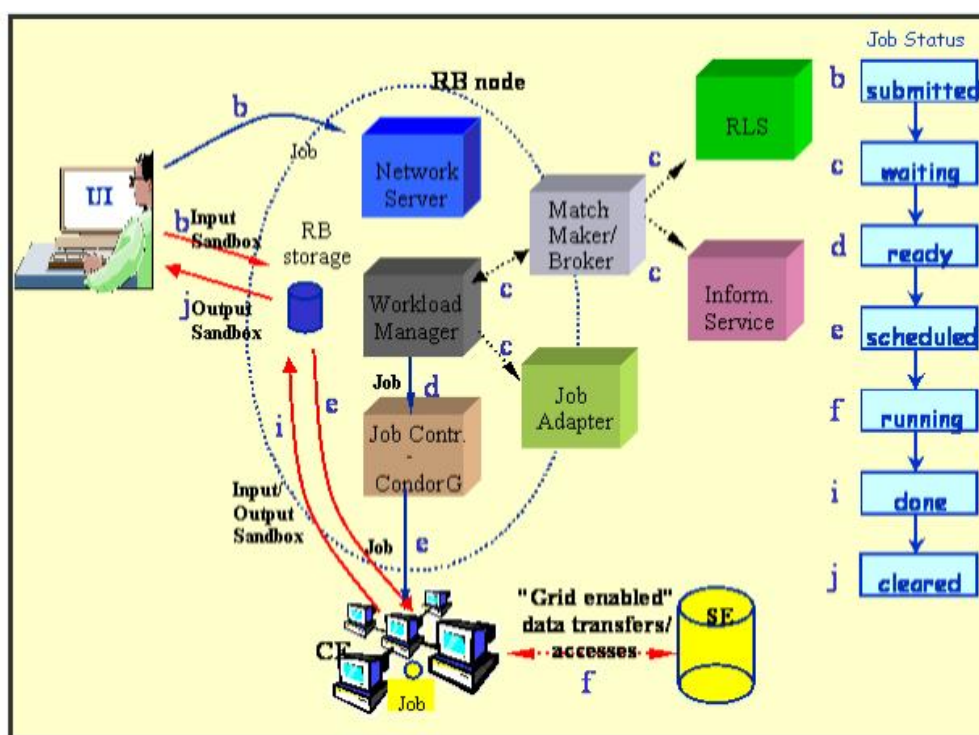 Job Status
RB node
b
submitted
b
RLS
Job
Network
Server
c
c
waiting
UI
b
Input
Sandbox
RB
storage
Match
Maker/
Broker
c
d
ready
j
Output
Sandbox
Workload
Manager
c
Inform.
Service
e
scheduled
c
Job
d
e
i
Job Contr.
-
CondorG
Job
Adapter
f
running
Input/
Output
Sandbox
Job
e
i
done
j
cleared
"Grid enabled"
data transfers/
accesses
f
CE
SE
Job